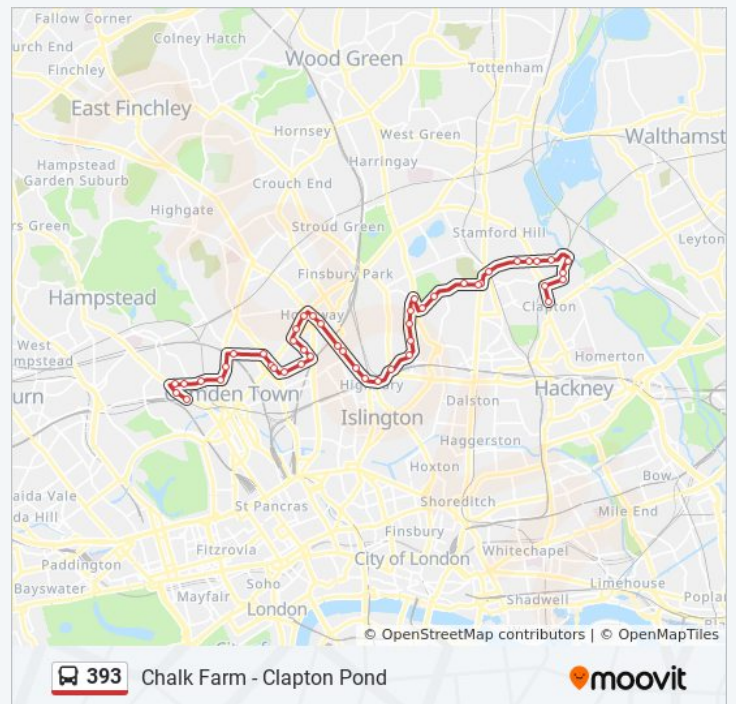 Fallow Corner
Colney Hatch
urch End
Finchley
Wood Green
Tottenham
East Finchley
Hornsey
West Green
Walthamst
Harringay
Hampstead
Garden Suburb
Crouch End
Highgate
rs Green
Stroud Green
Stamford Hill
Leyton
Finsbury Park
Hampstead
Clapton
West
mpstead
Homerton
urn
mden Town
Hackney
Dalston
Islington
Haggerston
Hoxton
Bow
aida Vale
da Hill
St Pancras
Shoreditch
Mile End
Finsbury
Fitzrovia
City of London
Whitechapel
Paddington
Limehouse
Bayswater
Soho
Mayfair
London
Shadwell
Popla
© OpenStreetMap contributors | © OpenMapTiles
393 Chalk Farm - Clapton Pond
moovit